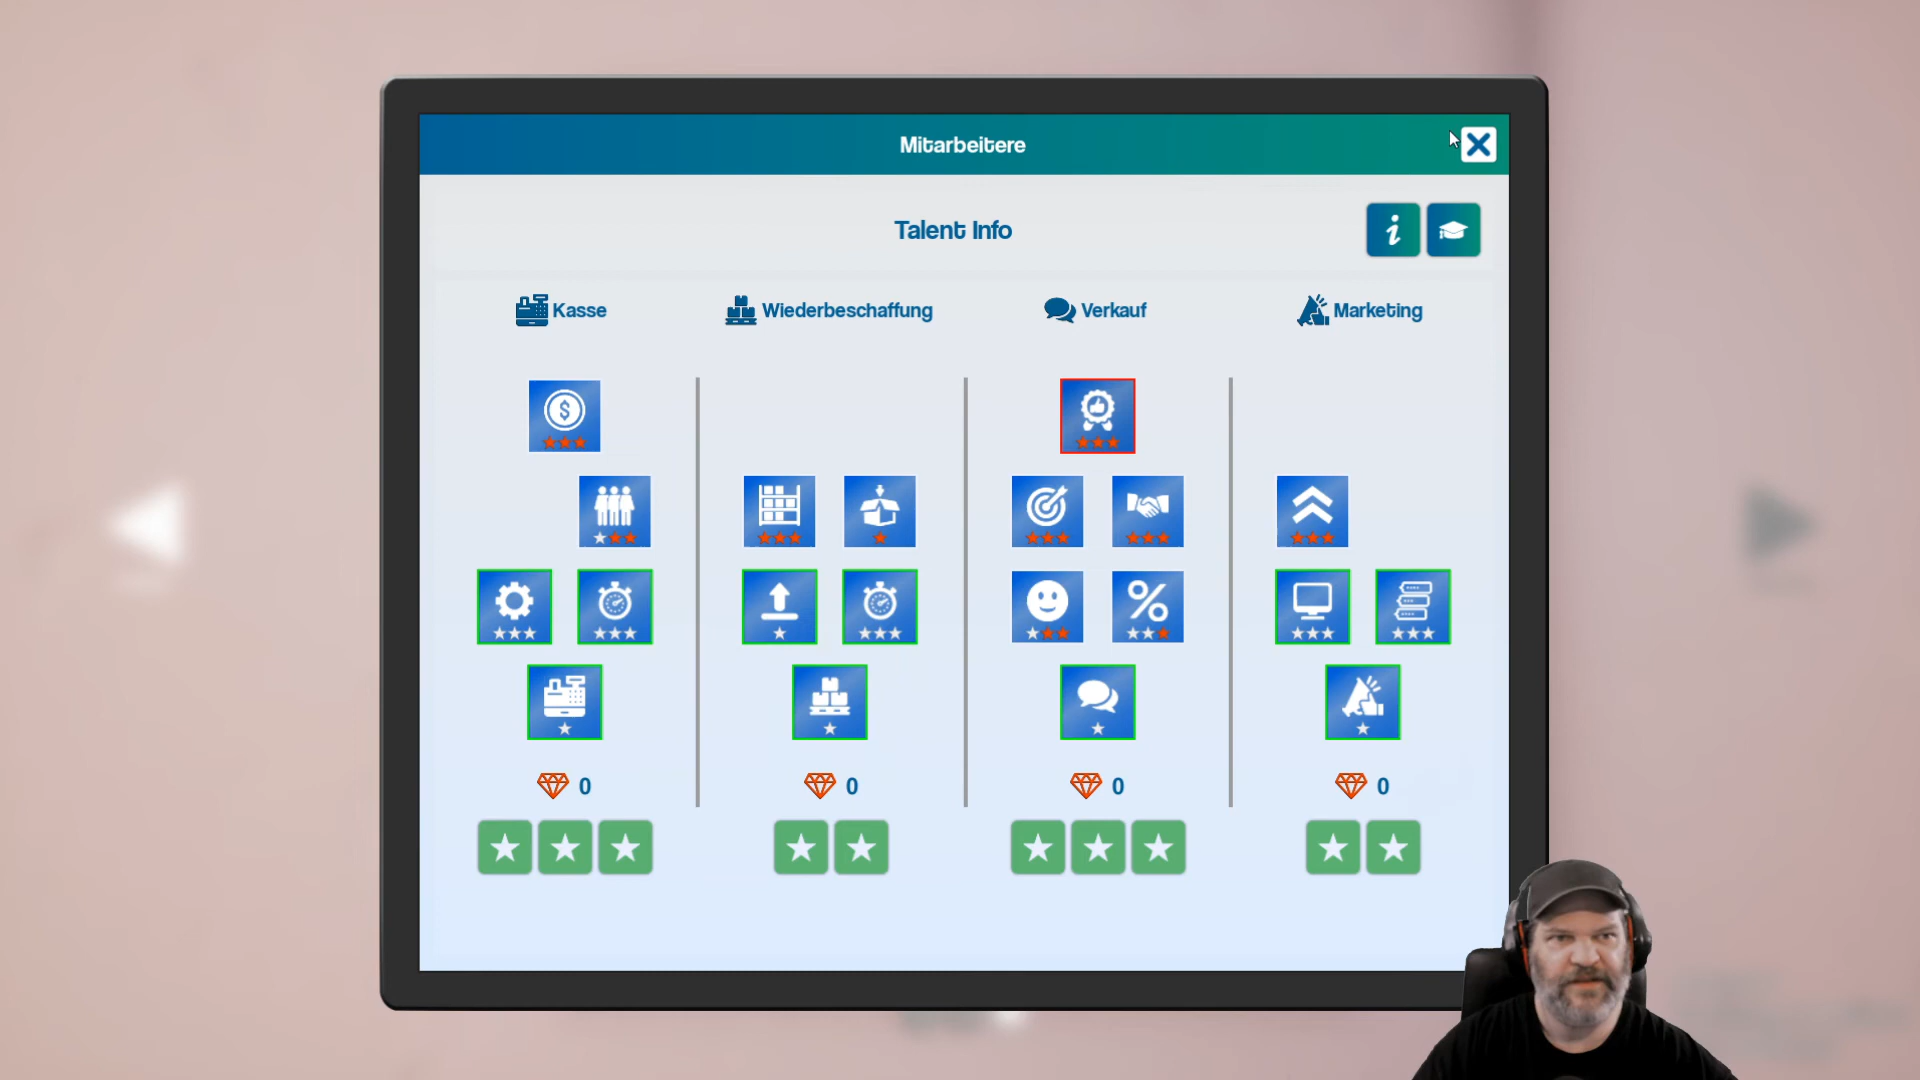 Mitarbeitere
Talent Info
Kasse
Wiederbeschaffung
Verkauf
Marketing
0
0
0
0